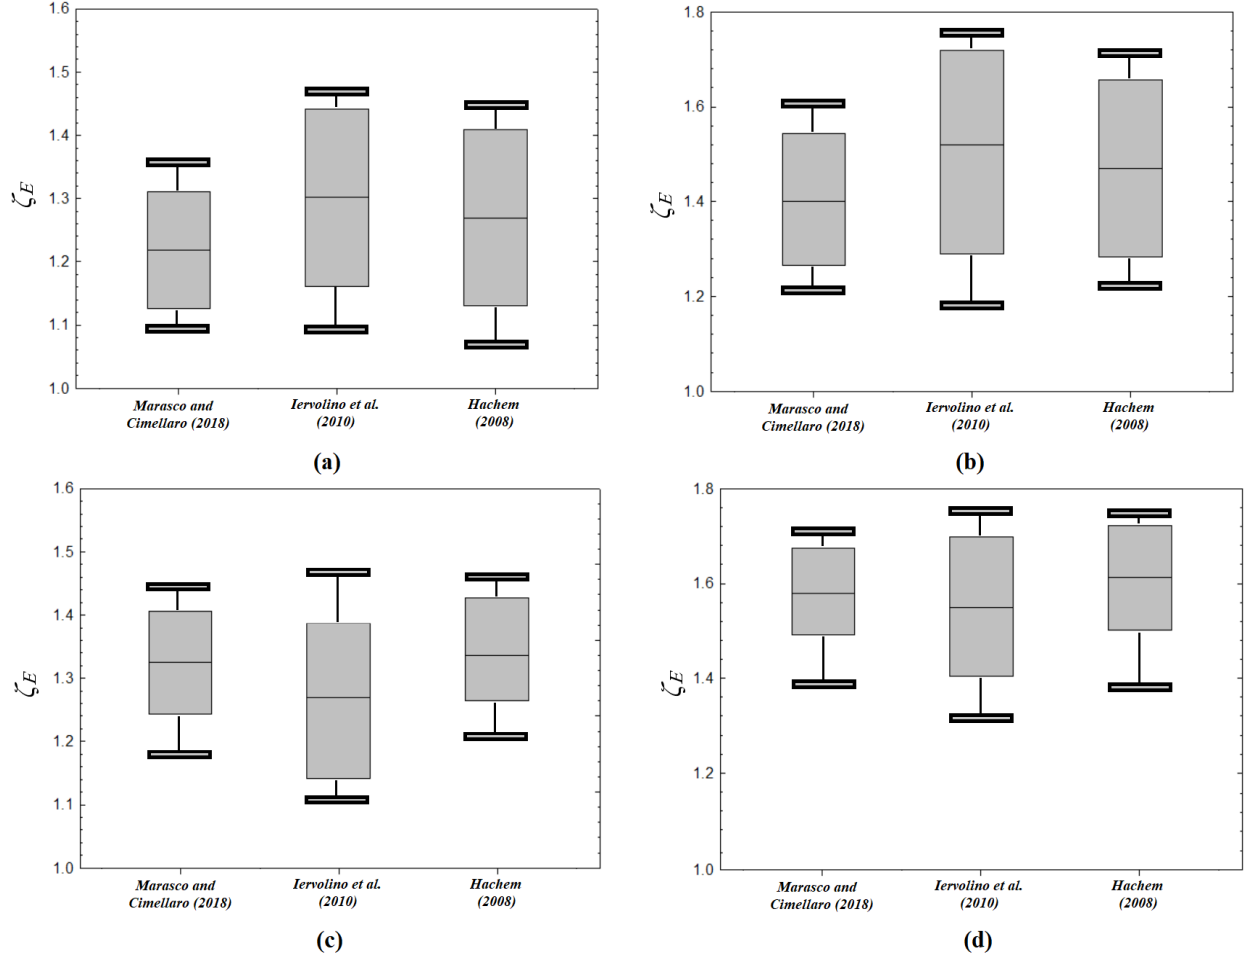 1.6
1.5
1.4
1.3
1.2
1.1
1.0
ζE
Marasco and
Cimellaro (2018)
Iervolino et al.
(2010)
Hachem
(2008)
(a)
1.8
1.6
1.4
1.2
1.0
ζE
Marasco and
Cimellaro (2018)
Iervolino et al.
(2010)
Hachem
(2008)
(b)
1.6
1.5
1.4
1.3
1.2
1.1
1.0
ζE
Marasco and
Cimellaro (2018)
Iervolino et al.
(2010)
Hachem
(2008)
(c)
1.8
1.6
1.4
1.2
1.0
ζE
Marasco and
Cimellaro (2018)
Iervolino et al.
(2010)
Hachem
(2008)
(d)